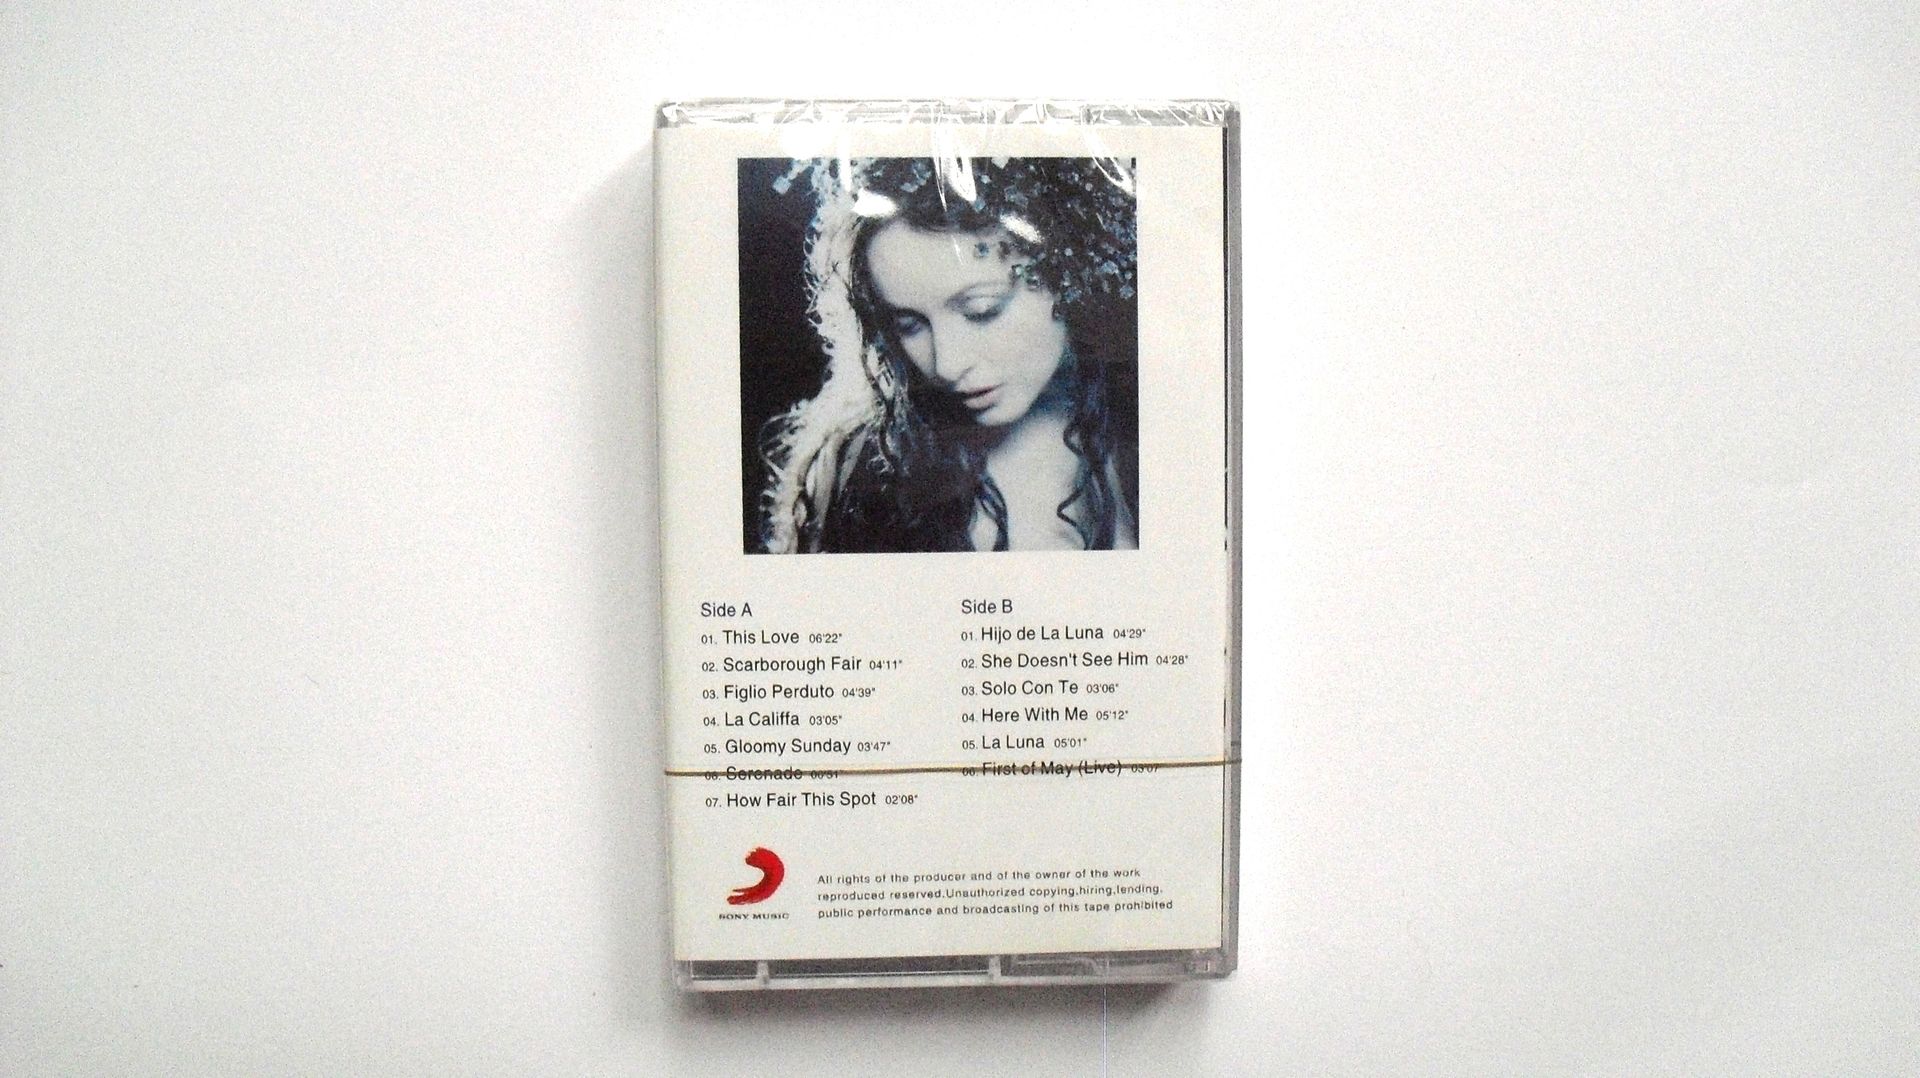 Side A
01. This Love 06'22"
02. Scarborough Fair 04'11"
03. Figlio Perduto 04'39"
04. La Califfa 03'05"
05. Gloomy Sunday 03'47"
06. Serenade 00'51"
07. How Fair This Spot 02'08"
Side B
01. Hijo de La Luna 04'29"
02. She Doesn't See Him 04'28"
03. Solo Con Te 03'06"
04. Here With Me 05'12"
05. La Luna 05'01"
06. First of May (Live) 03'07"
SONY MUSIC
All rights of the producer and of the owner of the work
reproduced reserved.Unauthorized copying,hiring,lending,
public performance and broadcasting of this tape prohibited